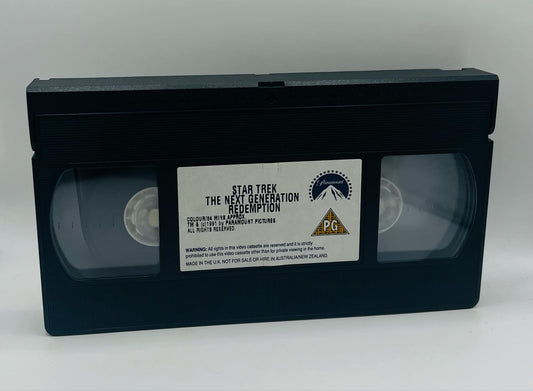 STAR TREK
THE NEXT GENERATION
REDEMPTION
COLOUR/84 MINS APPROX.
TM & (c)1991 by PARAMOUNT PICTURES
ALL RIGHTS RESERVED.
Paramount
PG
WARNING: All rights in this video cassette are reserved and it is strictly
prohibited to use this video cassette other than for private viewing in the home.
MADE IN THE U.K. NOT FOR SALE OR HIRE IN AUSTRALIA/NEW ZEALAND.